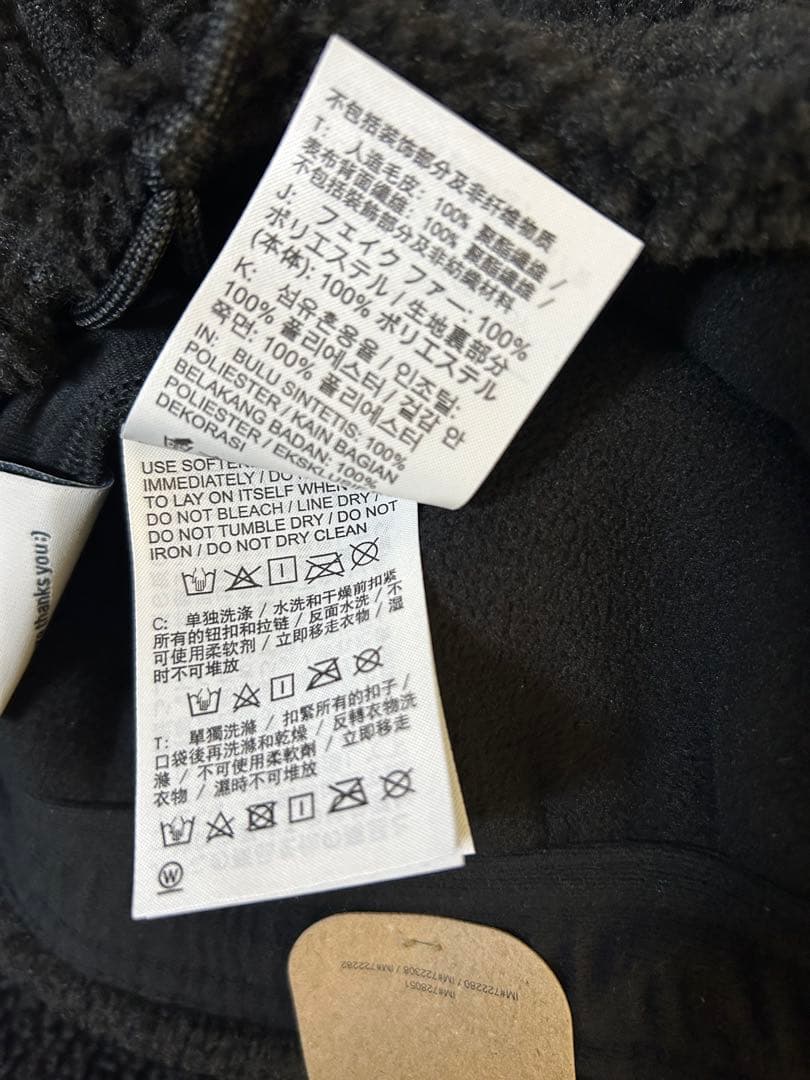 不包括装饰部分及非纤维物质
T: 人造毛皮: 100% 聚酯纖維 /
表布背面纖維: 100% 聚酯纖維 /
不包括裝飾部分及非紡織材料
J: フェイク ファー: 100%
ポリエステル / 生地裏部分
(本体): 100% ポリエステル
K: 섬유혼용율 / 인조털:
100% 폴리에스터 / 겉감 안
쪽면: 100% 폴리에스터
IN: BULU SINTETIS: 100%
POLIESTER / KAIN BAGIAN
BELAKANG BADAN: 100%
POLIESTER / EKSKL
DEKORASI
USE SOFTE
IMMEDIATELY / DO
TO LAY ON ITSELF WHEN
DO NOT BLEACH / LINE DRY /
DO NOT TUMBLE DRY / DO NOT
IRON / DO NOT DRY CLEAN
C: 单独洗涤 / 水洗和干燥前扣紧
所有的钮扣和拉链 / 反面水洗 / 不
可使用柔软剂 / 立即移走衣物 / 湿
时不可堆放
T: 單獨洗滌 / 扣緊所有的扣子 /
口袋後再洗滌和乾燥 / 反轉衣物洗
滌 / 不可使用柔軟劑 / 立即移走
衣物 / 濕時不可堆放
W
thanks you:)
IM#728051
IM#722280 / IM#722308 / IM#722282